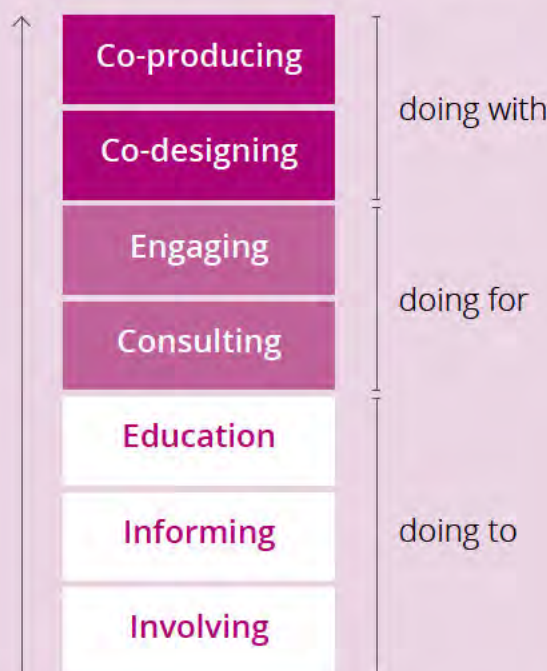 Co-producing
Co-designing
doing with
Engaging
Consulting
doing for
Education
Informing
Involving
doing to